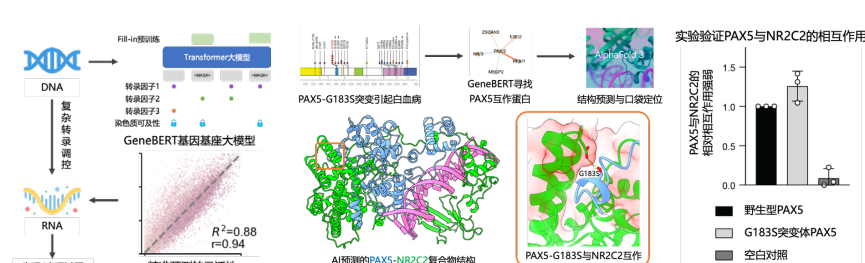 Fill-in预训练
Transformer大模型
<MASK>
<MASK>
DNA
转录因子1
转录因子2
转录因子3
染色质可及性
复杂转录调控
GeneBERT基因基座大模型
R²=0.88
r=0.94
RNA
PAX5-G183S突变引起白血病
ZSCAN3
PAX5
GeneBERT寻找
PAX5互作蛋白
AlphaFold 3
结构预测与口袋定位
AI预测的PAX5-NR2C2复合物结构
G183S
PAX5-G183S与NR2C2互作
实验验证PAX5与NR2C2的相互作用
PAX5与NR2C2的
相对相互作用强弱
1.5
1.0
0.5
0.0
野生型PAX5
G183S突变体PAX5
空白对照